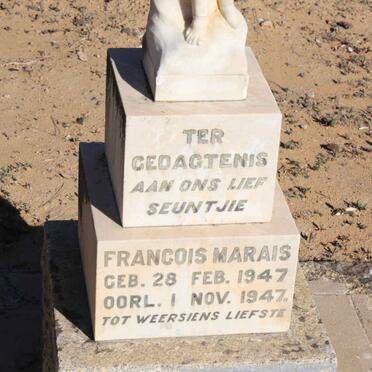 TER
GEDAGTENIS
AAN ONS LIEF
SEUNTJIE
FRANCOIS MARAIS
GEB. 28 FEB. 1947
OORL. 1 NOV. 1947.
TOT WEERSIENS LIEFSTE